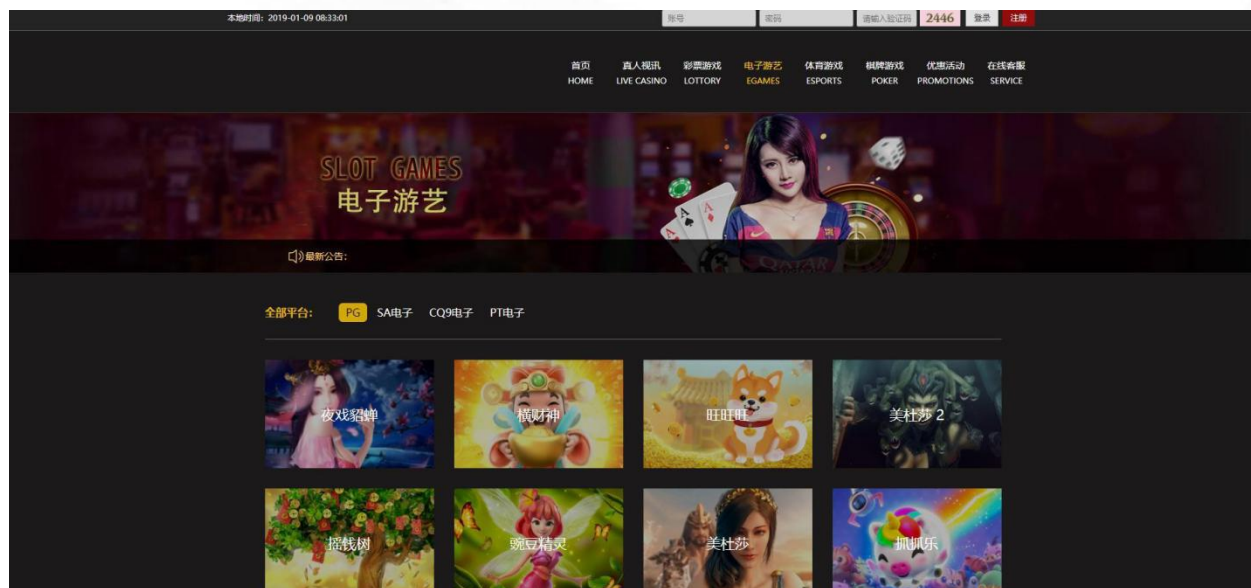 本地时间：2019-01-09 08:33:01
账号
密码
请输入验证码
2446
登录
注册
首页 真人视讯 彩票游戏 电子游艺 体育游戏 棋牌游戏 优惠活动 在线客服
HOME LIVE CASINO LOTTORY EGAMES ESPORTS POKER PROMOTIONS SERVICE
SLOT GAMES
电子游艺
QATAR
最新公告：
全部平台： PG SA电子 CQ9电子 PT电子
夜戏貂蝉 横财神 旺旺旺 美杜莎 2
摇钱树 豌豆精灵 美杜莎 抓抓乐